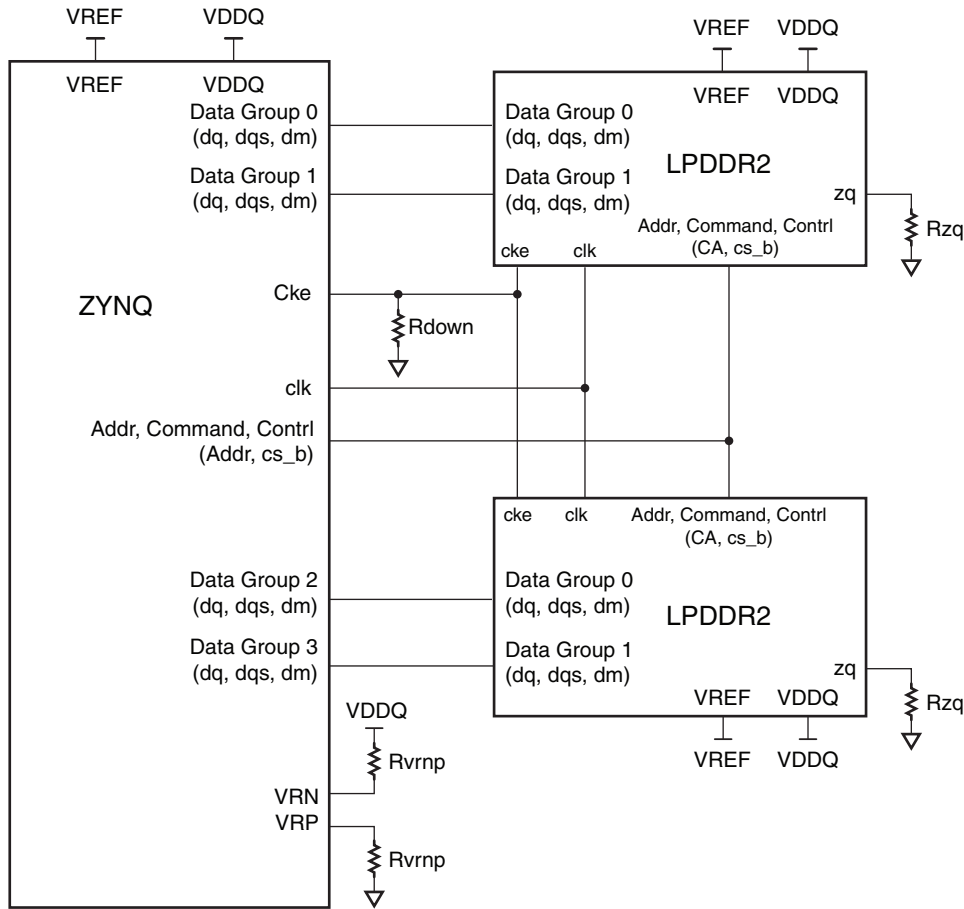 VREF
VDDQ
VREF
VDDQ
Data Group 0
(dq, dqs, dm)
Data Group 1
(dq, dqs, dm)
ZYNQ
Cke
clk
Addr, Command, Contrl
(Addr, cs_b)
Data Group 2
(dq, dqs, dm)
Data Group 3
(dq, dqs, dm)
VRN
VRP
VDDQ
Rvrnp
Rvrnp
Rdown
VREF
VDDQ
VREF
VDDQ
Data Group 0
(dq, dqs, dm)
LPDDR2
Data Group 1
(dq, dqs, dm)
zq
Rzq
Addr, Command, Contrl
(CA, cs_b)
cke
clk
cke
clk
Addr, Command, Contrl
(CA, cs_b)
Data Group 0
(dq, dqs, dm)
LPDDR2
Data Group 1
(dq, dqs, dm)
zq
Rzq
VREF
VDDQ
VREF
VDDQ